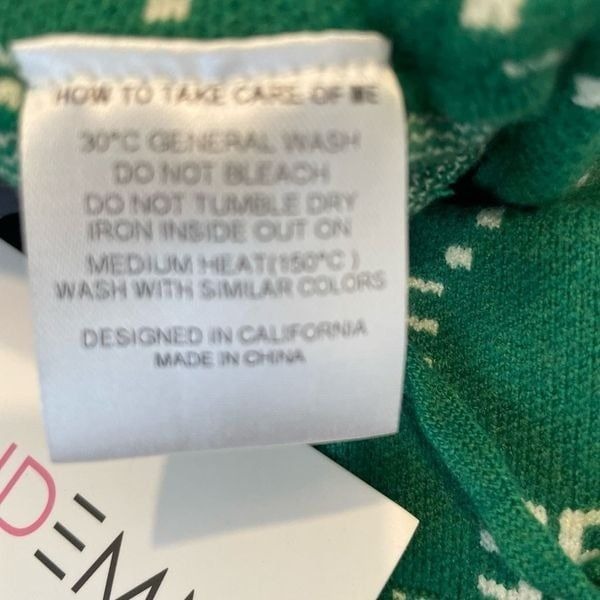 HOW TO TAKE CARE OF ME
30°C GENERAL WASH
DO NOT BLEACH
DO NOT TUMBLE DRY
IRON INSIDE OUT ON
MEDIUM HEAT(150°C )
WASH WITH SIMILAR COLORS
DESIGNED IN CALIFORNIA
MADE IN CHINA